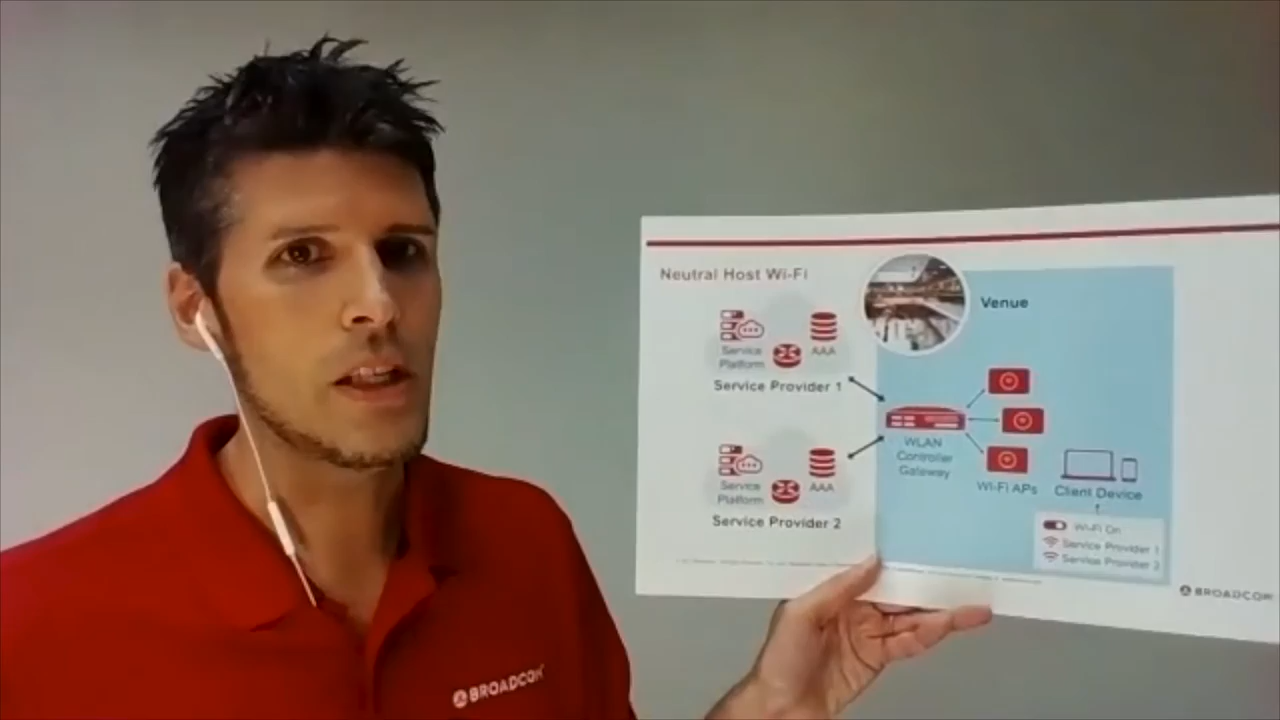 Neutral Host Wi-Fi
Venue
Service
Platform
AAA
Service Provider 1
WLAN
Controller
Gateway
Wi-Fi APs
Client Device
Service
Platform
AAA
Service Provider 2
Wi-Fi On
Service Provider 1
Service Provider 2
BROADCOM
BROADCOM